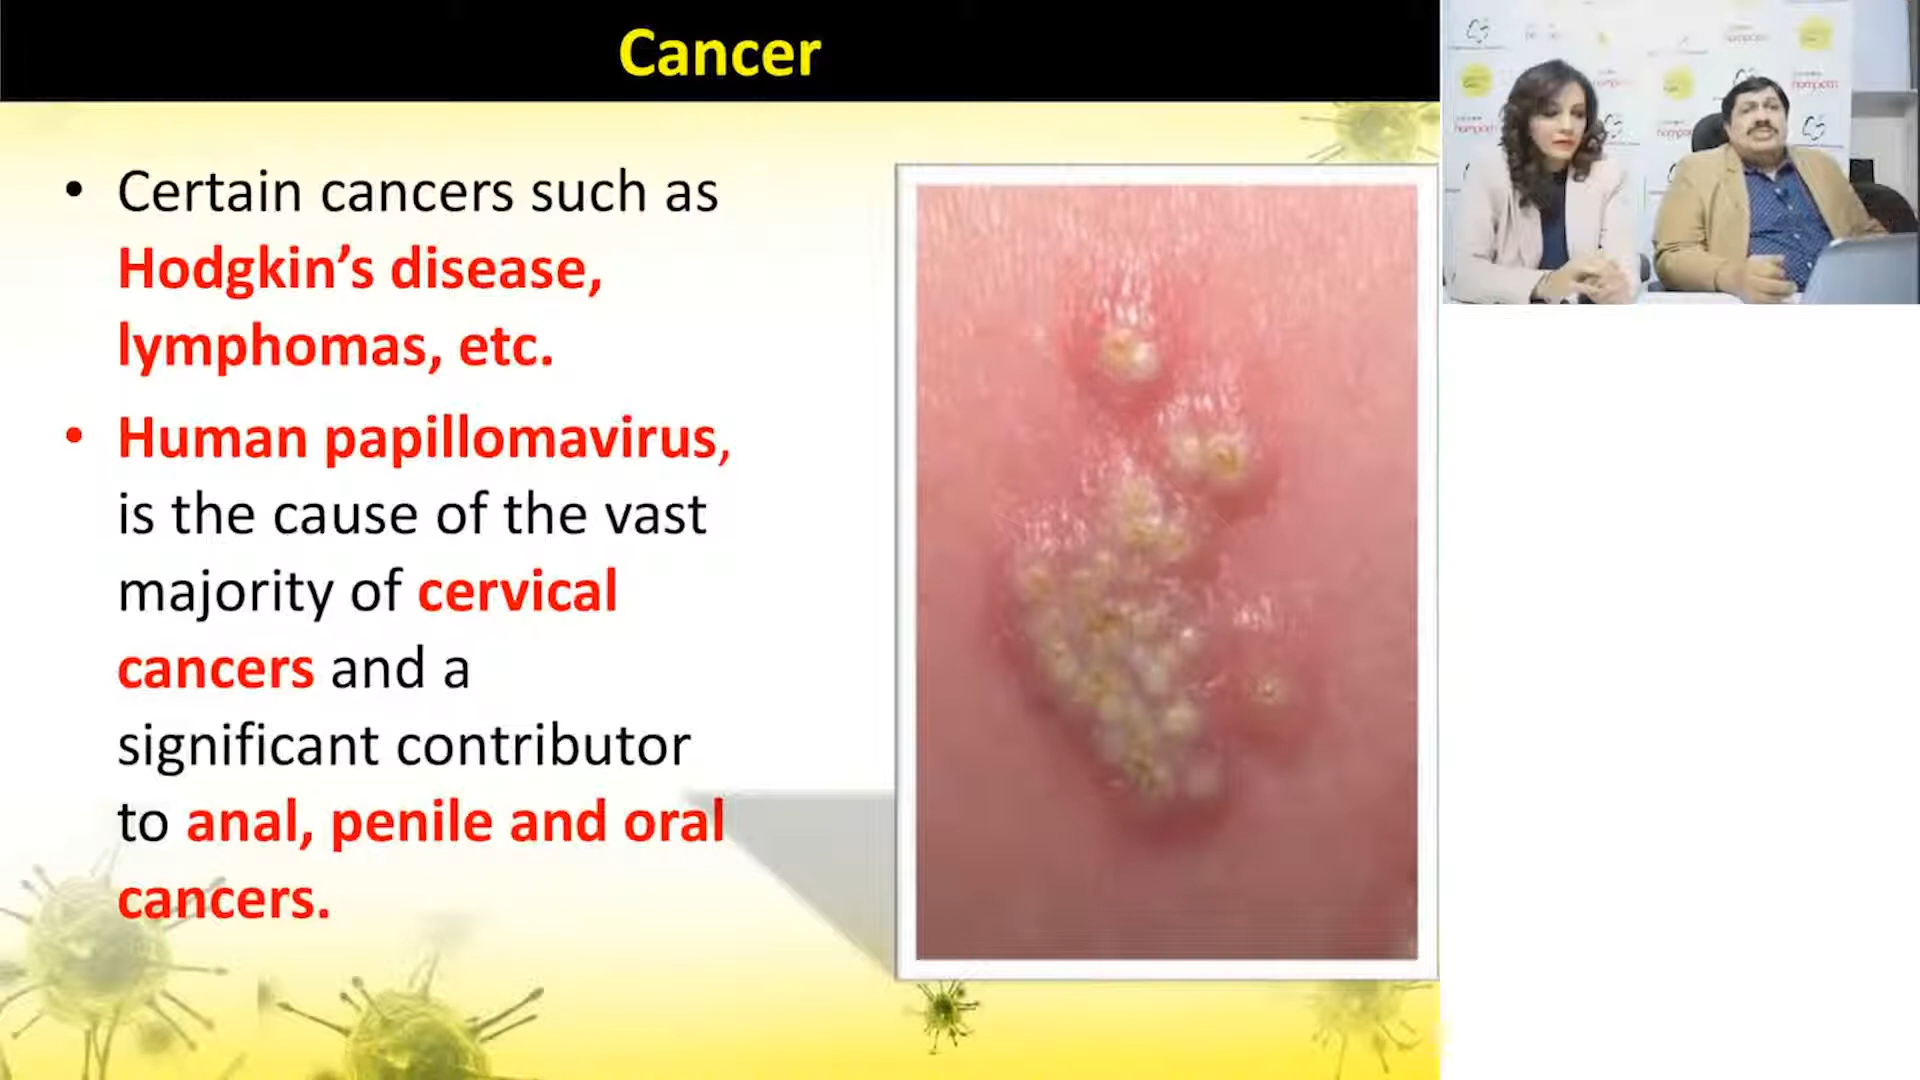 Cancer
• Certain cancers such as
Hodgkin’s disease,
lymphomas, etc.
• Human papillomavirus,
is the cause of the vast
majority of cervical
cancers and a
significant contributor
to anal, penile and oral
cancers.